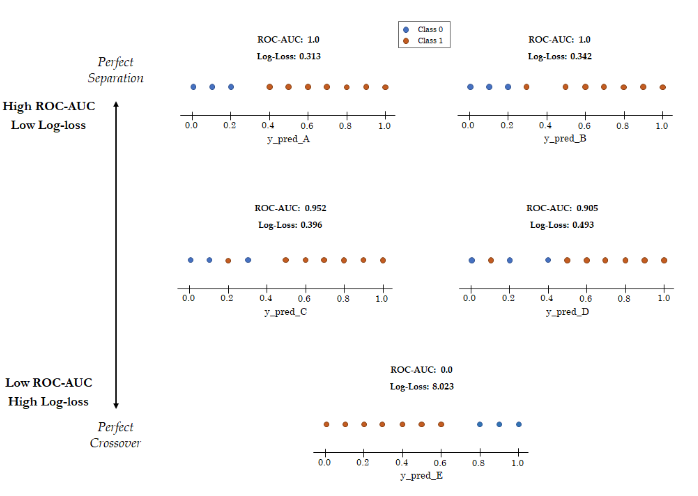 Class 0
Class 1
ROC-AUC: 1.0
Log-Loss: 0.313
ROC-AUC: 1.0
Log-Loss: 0.342
Perfect
Separation
High ROC-AUC
Low Log-loss
0.0 0.2 0.4 0.6 0.8 1.0
y_pred_A
0.0 0.2 0.4 0.6 0.8 1.0
y_pred_B
ROC-AUC: 0.952
Log-Loss: 0.396
ROC-AUC: 0.905
Log-Loss: 0.493
0.0 0.2 0.4 0.6 0.8 1.0
y_pred_C
0.0 0.2 0.4 0.6 0.8 1.0
y_pred_D
ROC-AUC: 0.0
Log-Loss: 8.023
Low ROC-AUC
High Log-loss
Perfect
Crossover
0.0 0.2 0.4 0.6 0.8 1.0
y_pred_E